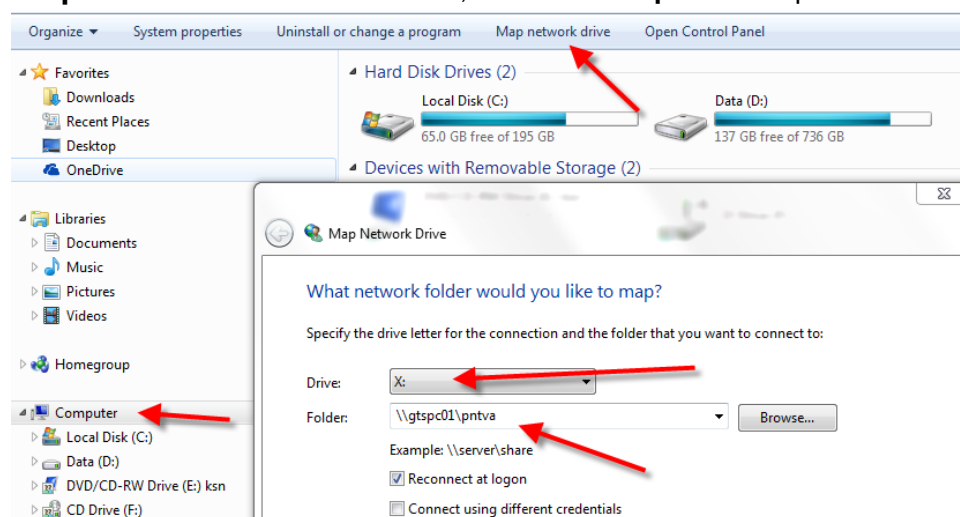 Organize System properties Uninstall or change a program Map network drive Open Control Panel
Favorites
Downloads
Recent Places
Desktop
OneDrive
Libraries
Documents
Music
Pictures
Videos
Homegroup
Computer
Local Disk (C:)
Data (D:)
DVD/CD-RW Drive (E:) ksn
CD Drive (F:)
Hard Disk Drives (2)
Local Disk (C:)
65.0 GB free of 195 GB
Data (D:)
137 GB free of 736 GB
Devices with Removable Storage (2)
Map Network Drive
What network folder would you like to map?
Specify the drive letter for the connection and the folder that you want to connect to:
Drive: X:
Folder: \\gtspc01\pntva Browse...
Example: \\server\share
Reconnect at logon
Connect using different credentials